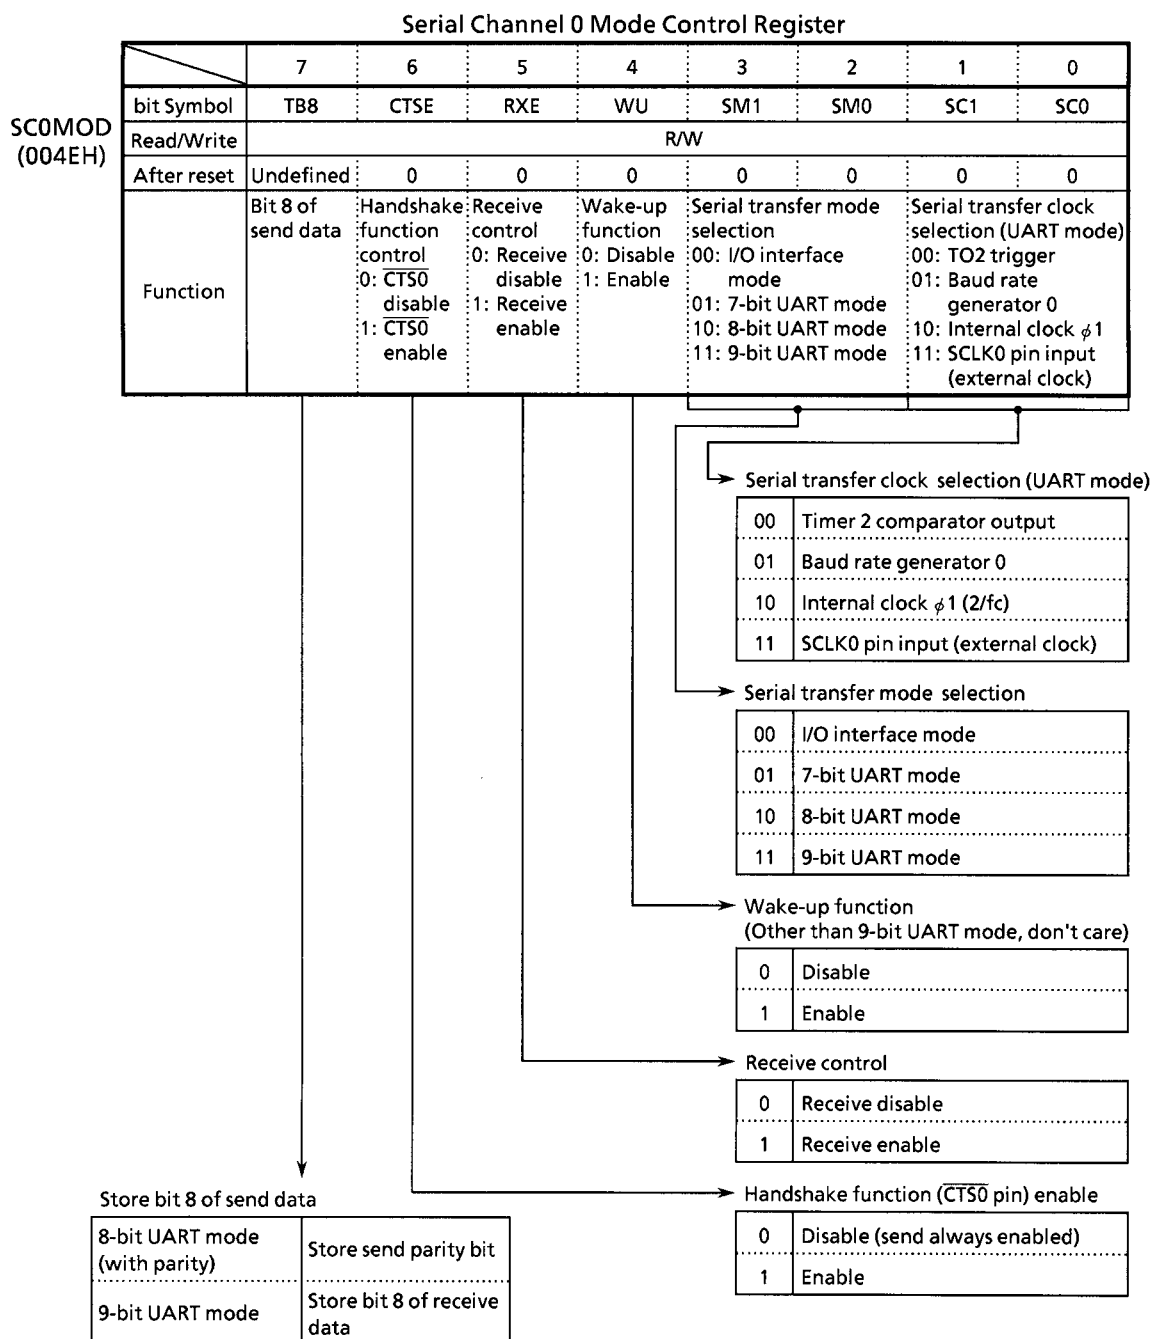 Serial Channel 0 Mode Control Register
SC0MOD
(004EH)
7 6 5 4 3 2 1 0
bit Symbol TB8 CTSE RXE WU SM1 SM0 SC1 SC0
Read/Write R/W
After reset Undefined 0 0 0 0 0 0 0
Function
Bit 8 of
send data
Handshake
function
control
0: C̅T̅S̅0̅
disable
1: C̅T̅S̅0̅
enable
Receive
control
0: Receive
disable
1: Receive
enable
Wake-up
function
0: Disable
1: Enable
Serial transfer mode
selection
00: I/O interface
mode
01: 7-bit UART mode
10: 8-bit UART mode
11: 9-bit UART mode
Serial transfer clock
selection (UART mode)
00: TO2 trigger
01: Baud rate
generator 0
10: Internal clock ϕ1
11: SCLK0 pin input
(external clock)
Serial transfer clock selection (UART mode)
00 Timer 2 comparator output
01 Baud rate generator 0
10 Internal clock ϕ1 (2/fc)
11 SCLK0 pin input (external clock)
Serial transfer mode selection
00 I/O interface mode
01 7-bit UART mode
10 8-bit UART mode
11 9-bit UART mode
Wake-up function
(Other than 9-bit UART mode, don't care)
0 Disable
1 Enable
Receive control
0 Receive disable
1 Receive enable
Handshake function (C̅T̅S̅0̅ pin) enable
0 Disable (send always enabled)
1 Enable
Store bit 8 of send data
8-bit UART mode
(with parity)
Store send parity bit
9-bit UART mode
Store bit 8 of receive
data